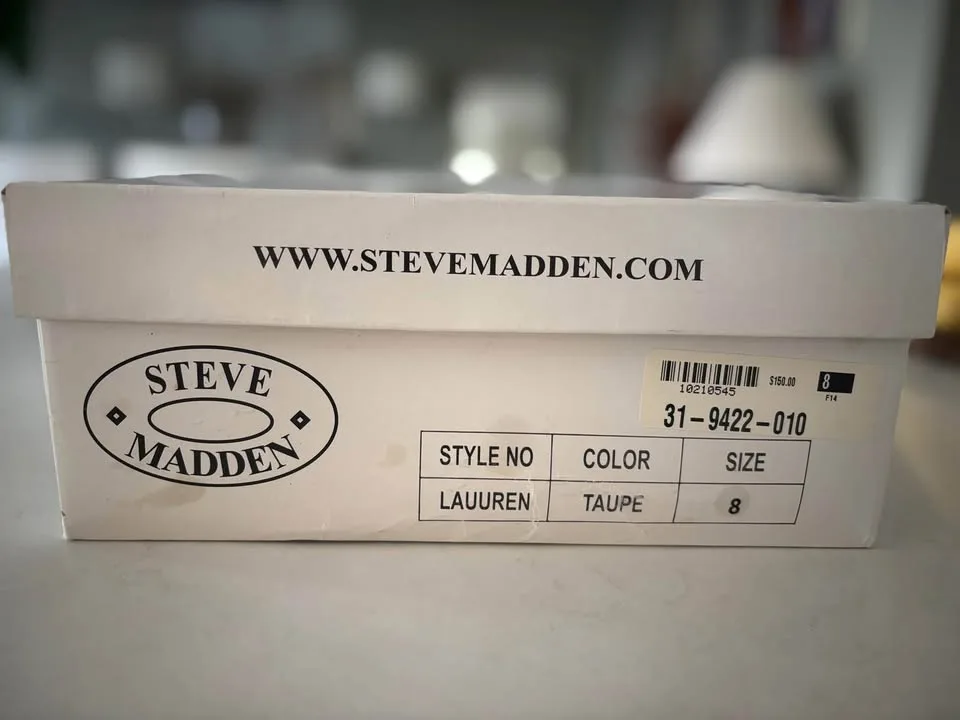 WWW.STEVEMADDEN.COM
STEVE
MADDEN
10210545
$150.00
8
F14
31-9422-010
STYLE NO COLOR SIZE
LAUUREN TAUPE 8